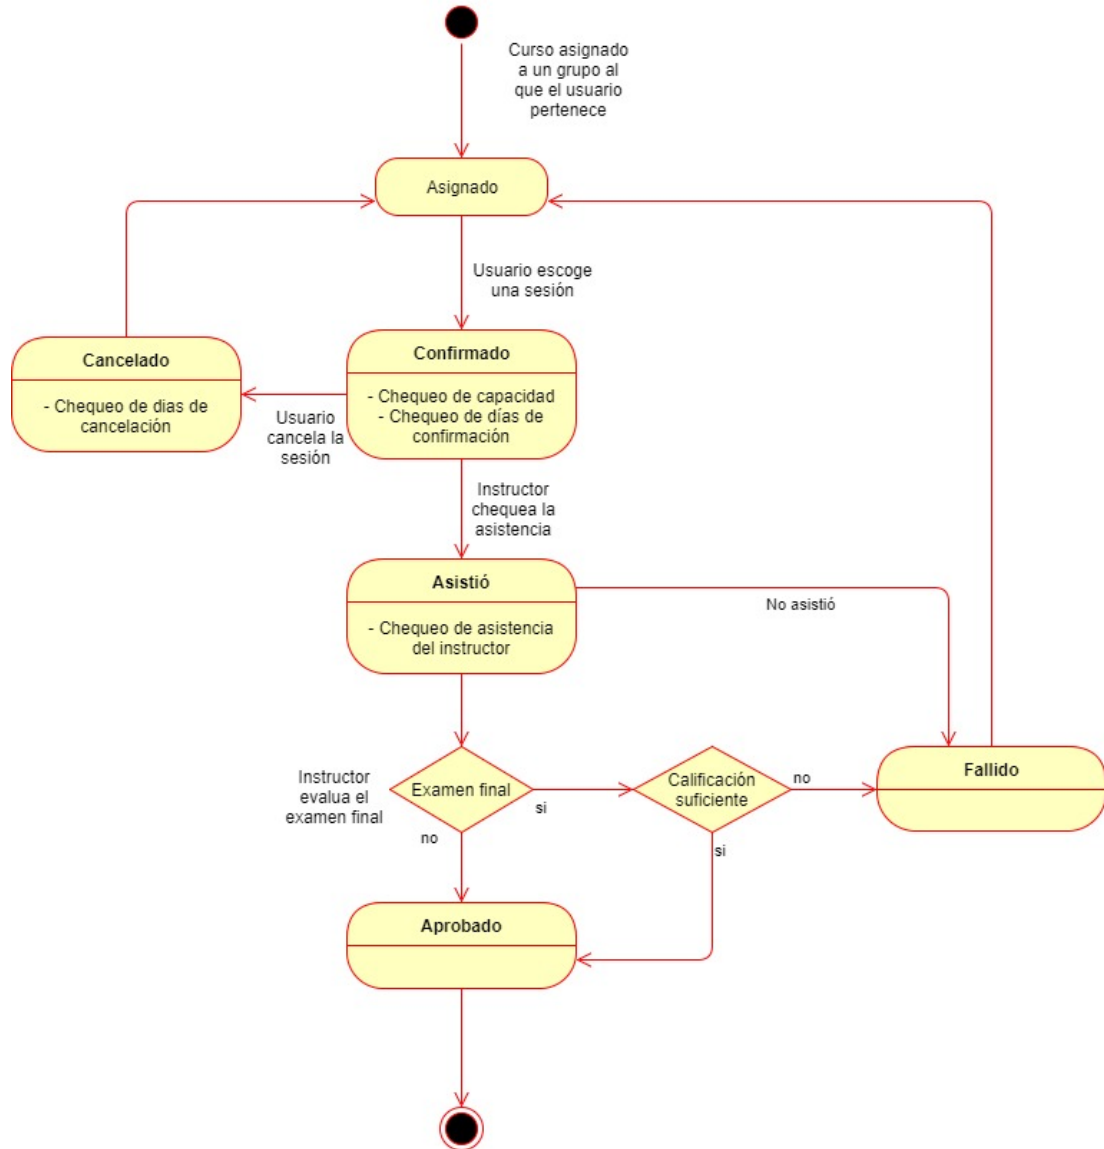 Curso asignado
a un grupo al
que el usuario
pertenece
Asignado
Usuario escoge
una sesión
Cancelado
- Chequeo de dias de
cancelación
Usuario
cancela la
sesión
Confirmado
- Chequeo de capacidad
- Chequeo de días de
confirmación
Instructor
chequea la
asistencia
Asistió
- Chequeo de asistencia
del instructor
No asistió
Instructor
evalua el
examen final
Examen final
si
no
Calificación
suficiente
no
si
Fallido
Aprobado